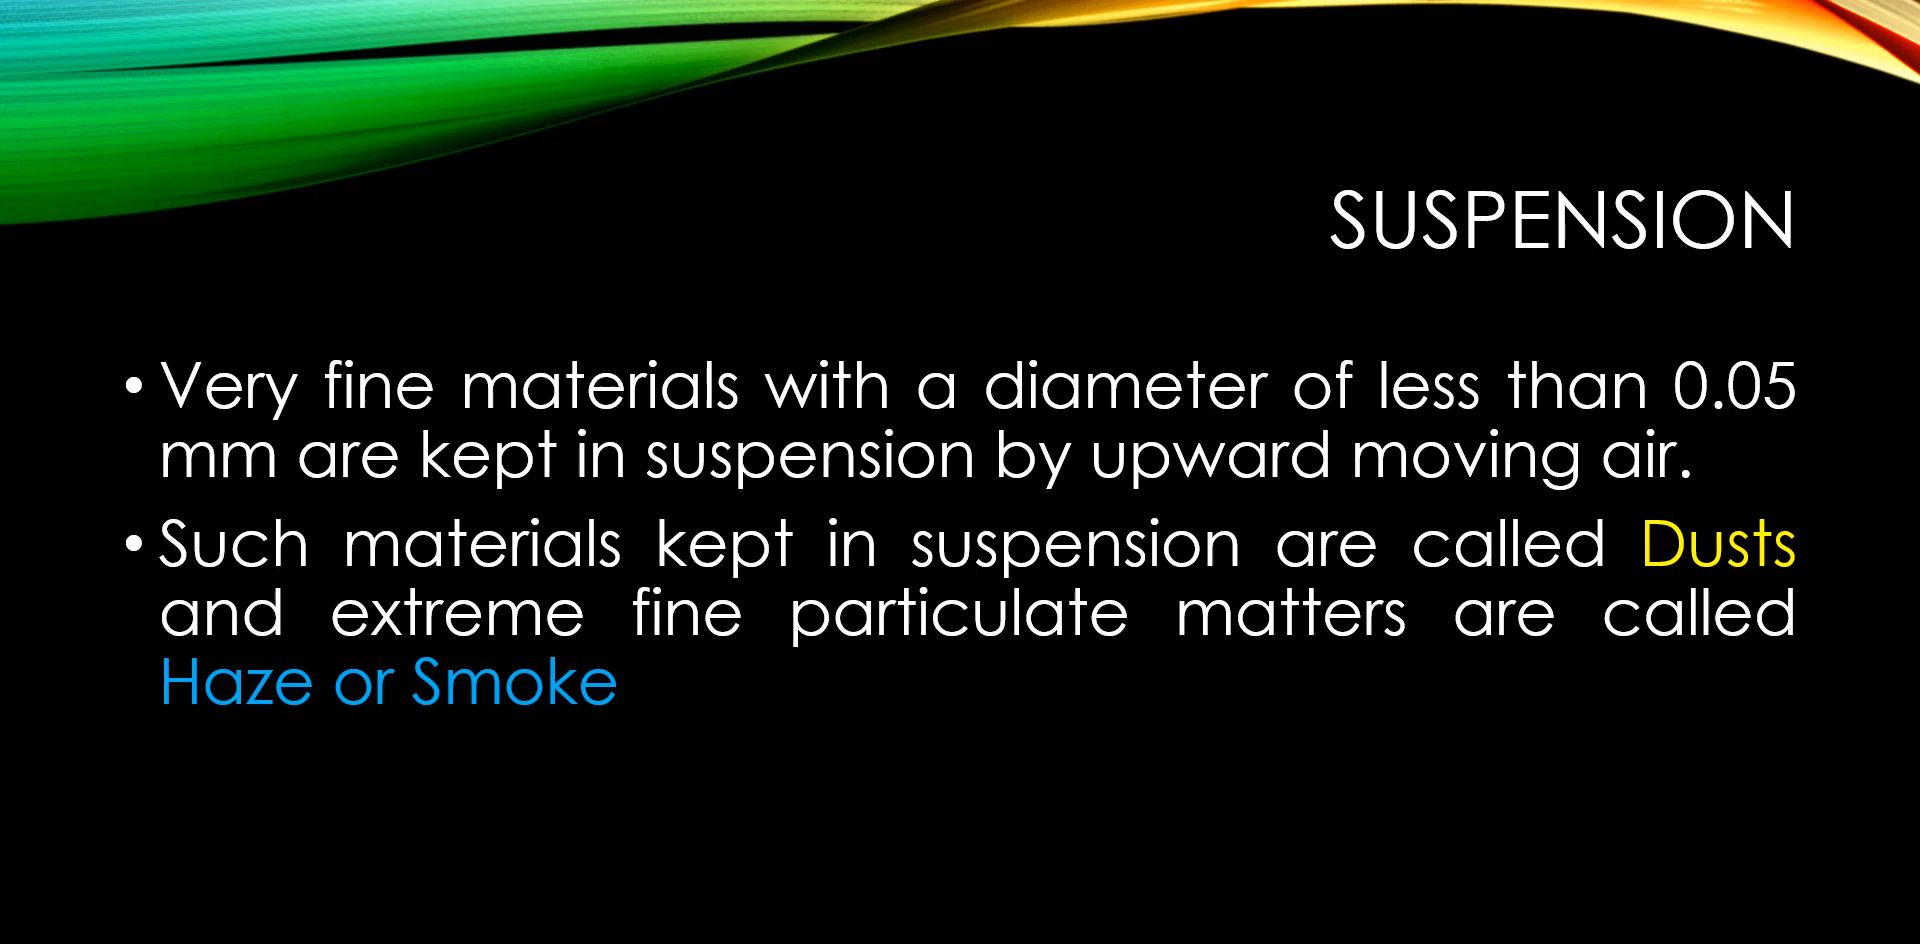 SUSPENSION
• Very fine materials with a diameter of less than 0.05
mm are kept in suspension by upward moving air.
• Such materials kept in suspension are called Dusts
and extreme fine particulate matters are called
Haze or Smoke